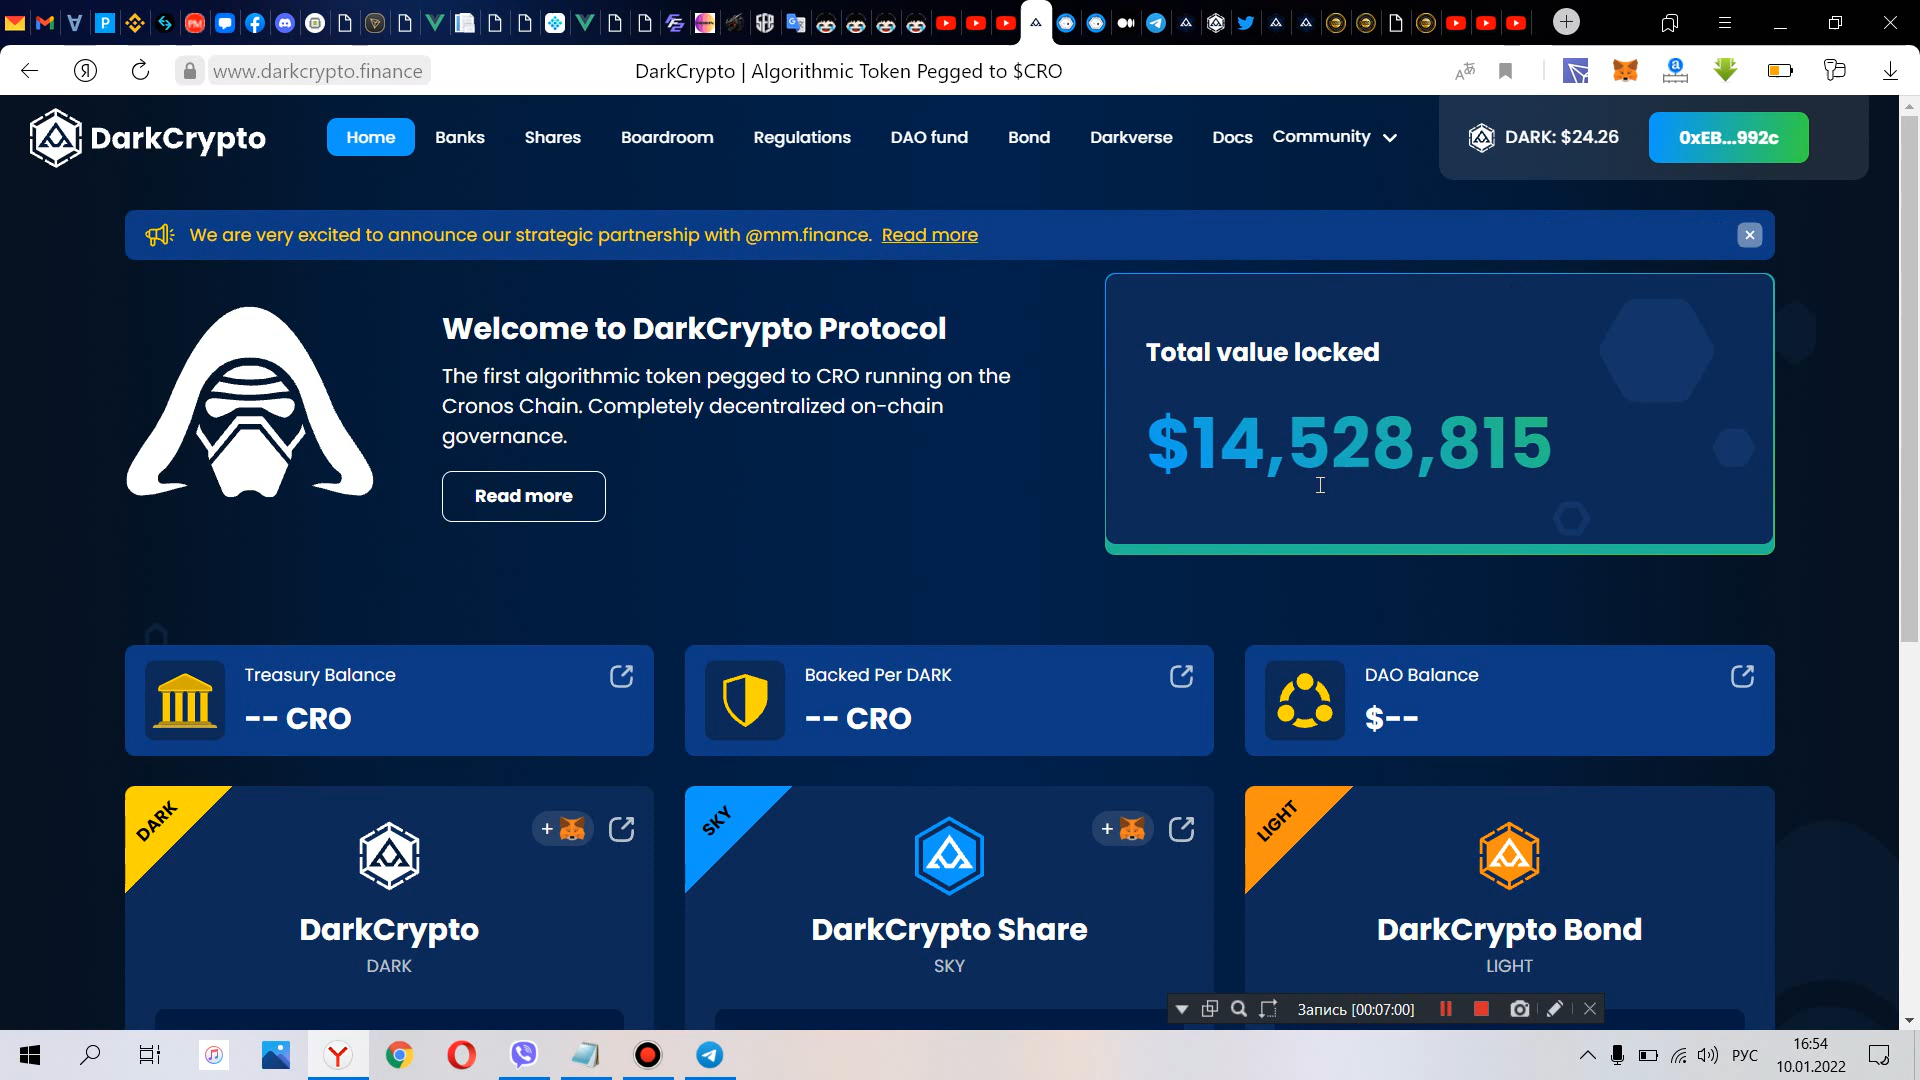 www.darkcrypto.finance
DarkCrypto | Algorithmic Token Pegged to $CRO
DarkCrypto
Home
Banks
Shares
Boardroom
Regulations
DAO fund
Bond
Darkverse
Docs
Community
DARK: $24.26
0xEB...992c
We are very excited to announce our strategic partnership with @mm.finance. Read more
Welcome to DarkCrypto Protocol
The first algorithmic token pegged to CRO running on the
Cronos Chain. Completely decentralized on-chain
governance.
Read more
Total value locked
$14,528,815
Treasury Balance
-- CRO
Backed Per DARK
-- CRO
DAO Balance
$--
DARK
DarkCrypto
DARK
SKY
DarkCrypto Share
SKY
LIGHT
DarkCrypto Bond
LIGHT
Запись [00:07:00]
РУС
16:54
10.01.2022